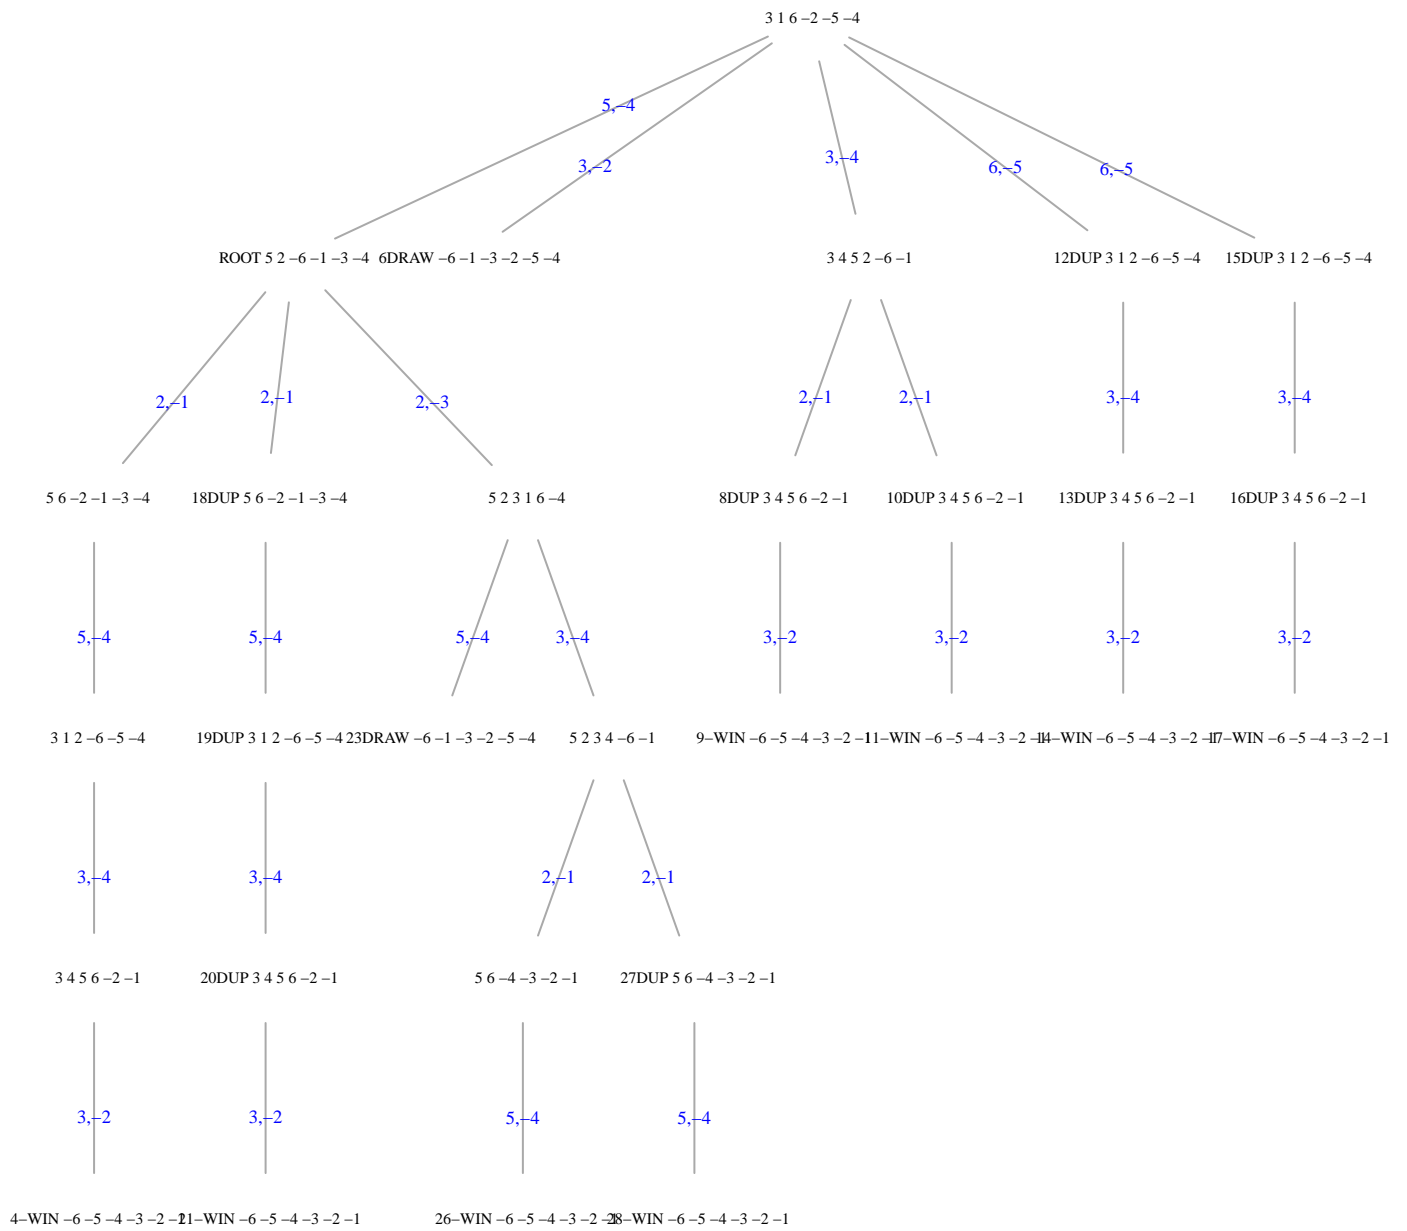 3 1 6 –2 –5 –4
5,–4
3,–2
3,–4
6,–5
6,–5
ROOT 5 2 –6 –1 –3 –4
6DRAW –6 –1 –3 –2 –5 –4
3 4 5 2 –6 –1
12DUP 3 1 2 –6 –5 –4
15DUP 3 1 2 –6 –5 –4
2,–1
2,–1
2,–3
2,–1
2,–1
3,–4
3,–4
5 6 –2 –1 –3 –4
18DUP 5 6 –2 –1 –3 –4
5 2 3 1 6 –4
8DUP 3 4 5 6 –2 –1
10DUP 3 4 5 6 –2 –1
13DUP 3 4 5 6 –2 –1
16DUP 3 4 5 6 –2 –1
5,–4
5,–4
5,–4
3,–4
3,–2
3,–2
3,–2
3,–2
3 1 2 –6 –5 –4
19DUP 3 1 2 –6 –5 –4
23DRAW –6 –1 –3 –2 –5 –4
5 2 3 4 –6 –1
9–WIN –6 –5 –4 –3 –2 –1
11–WIN –6 –5 –4 –3 –2 –1
14–WIN –6 –5 –4 –3 –2 –1
17–WIN –6 –5 –4 –3 –2 –1
3,–4
3,–4
2,–1
2,–1
3 4 5 6 –2 –1
20DUP 3 4 5 6 –2 –1
5 6 –4 –3 –2 –1
27DUP 5 6 –4 –3 –2 –1
3,–2
3,–2
5,–4
5,–4
4–WIN –6 –5 –4 –3 –2 –1
21–WIN –6 –5 –4 –3 –2 –1
26–WIN –6 –5 –4 –3 –2 –1
28–WIN –6 –5 –4 –3 –2 –1